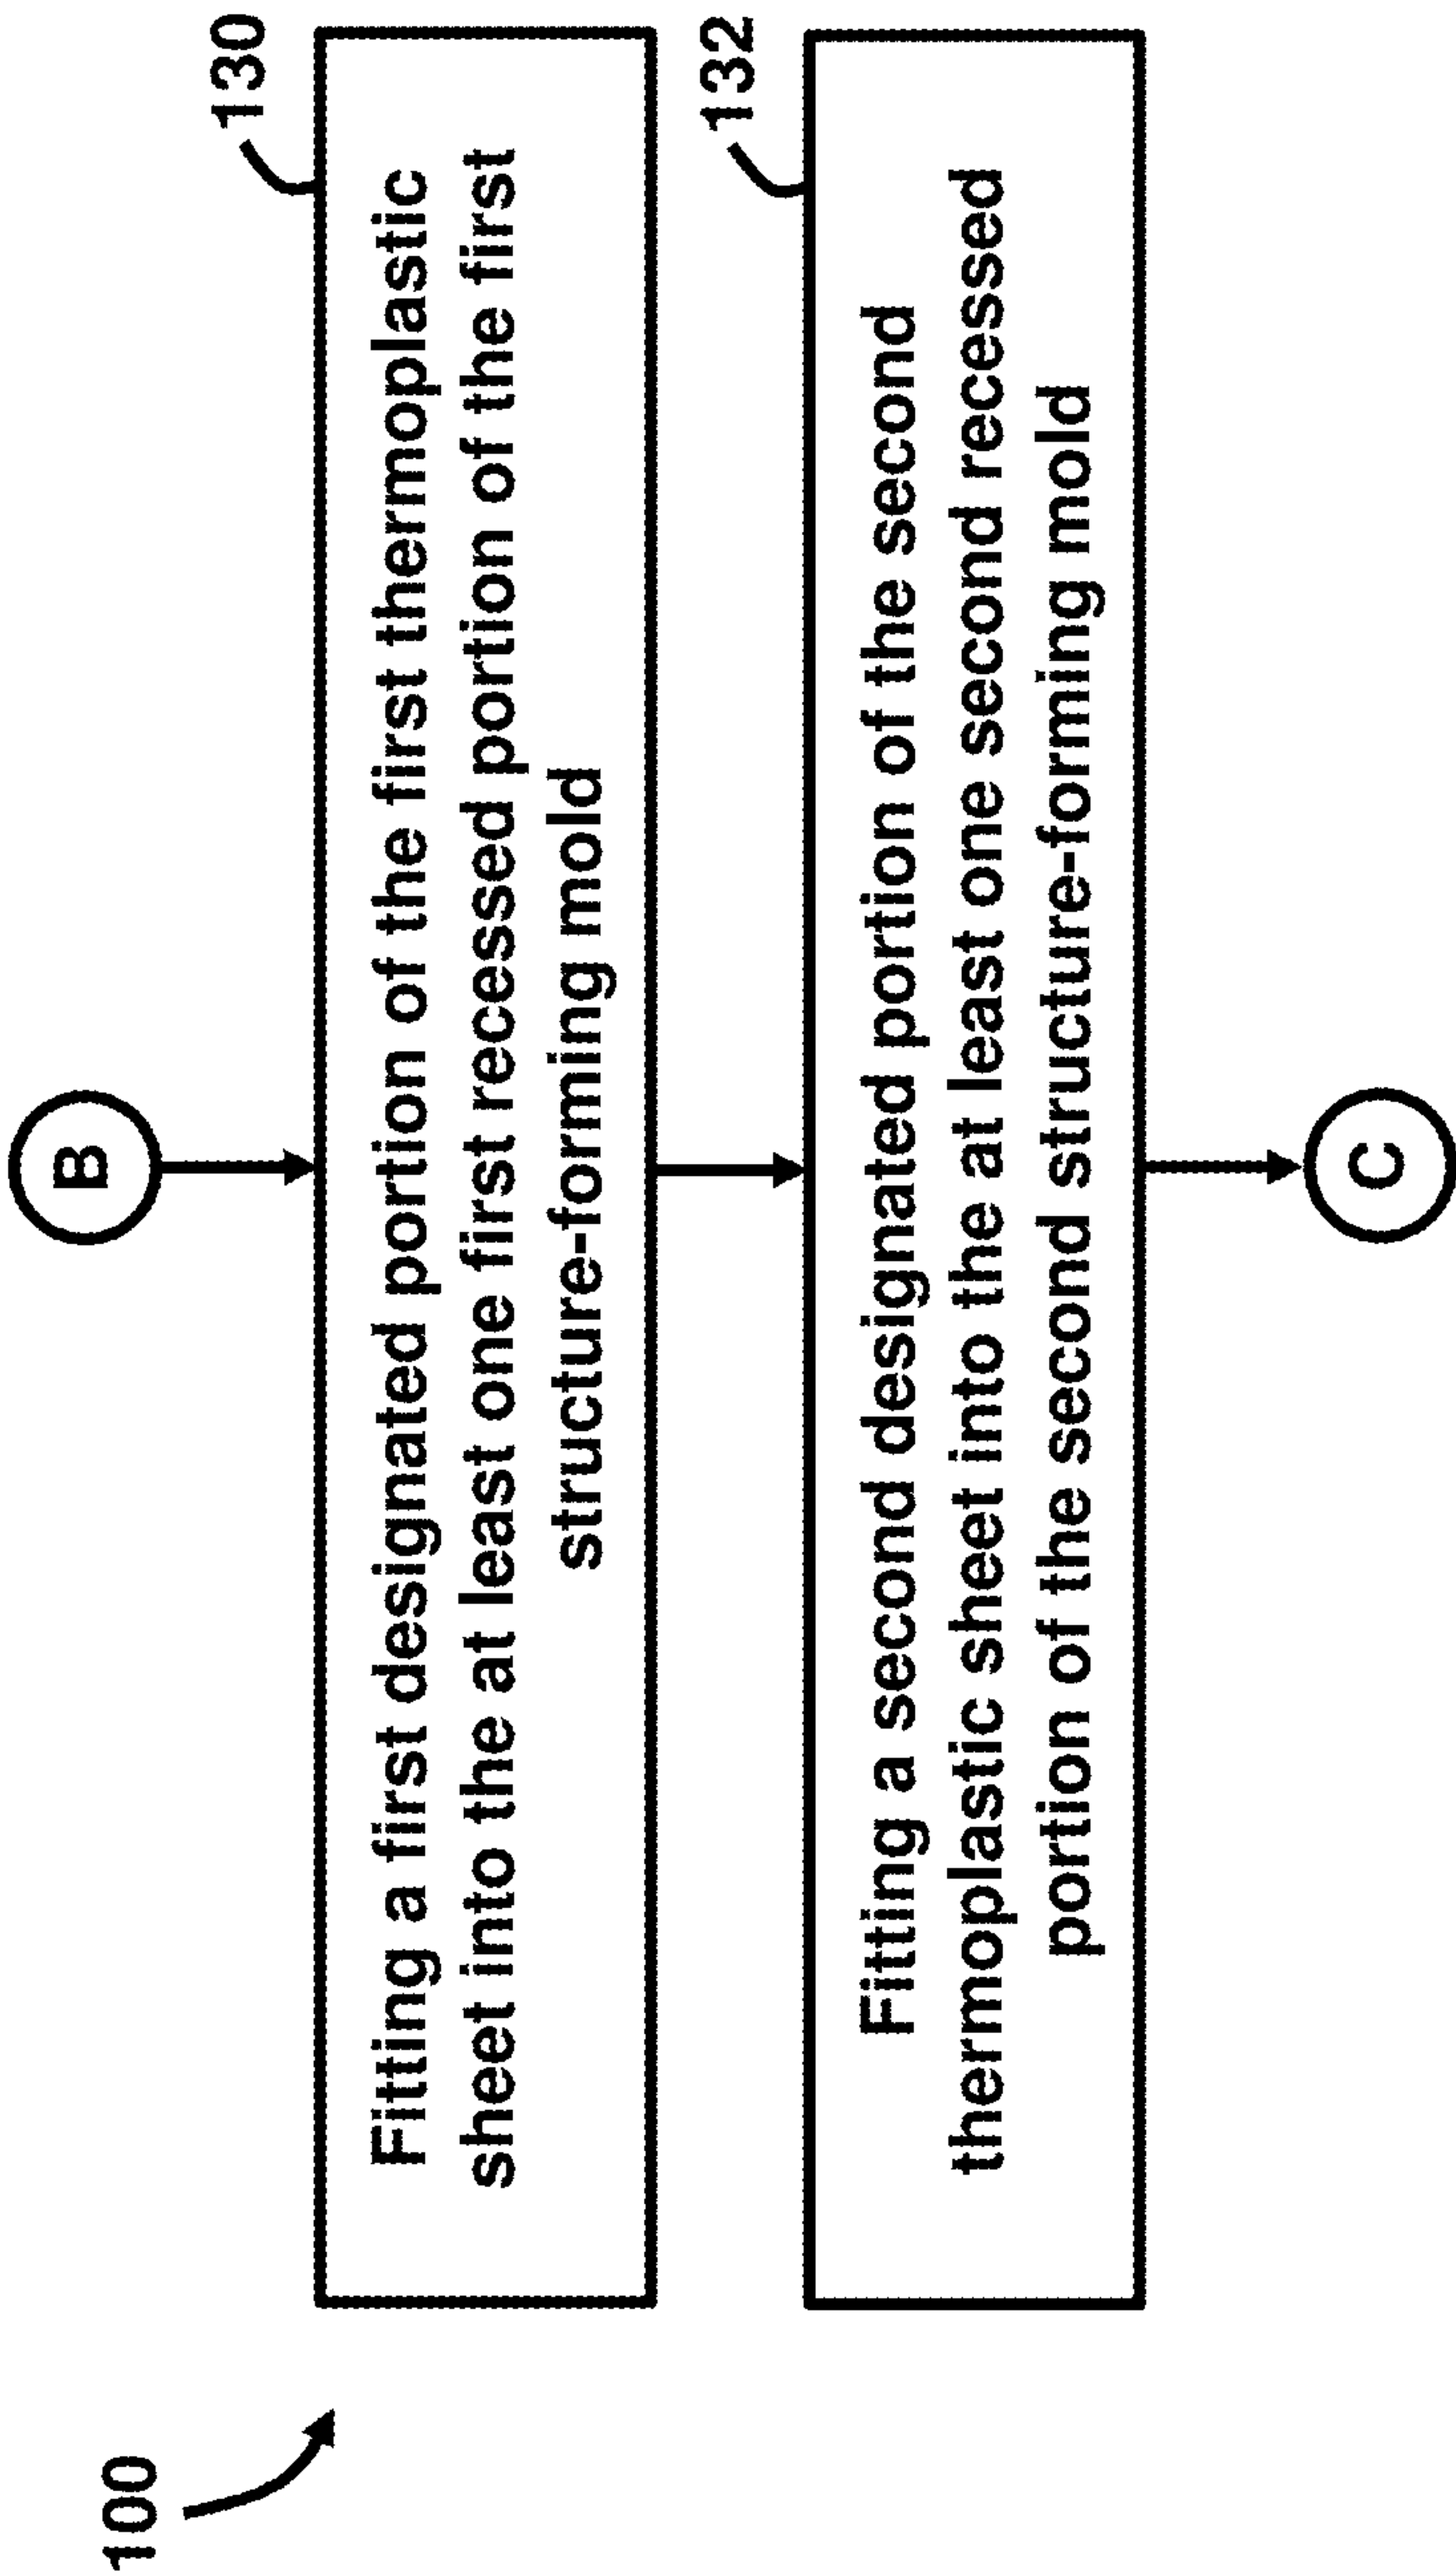 100
B
130
Fitting a first designated portion of the first thermoplastic
sheet into the at least one first recessed portion of the first
structure-forming mold
132
Fitting a second designated portion of the second
thermoplastic sheet into the at least one second recessed
portion of the second structure-forming mold
C